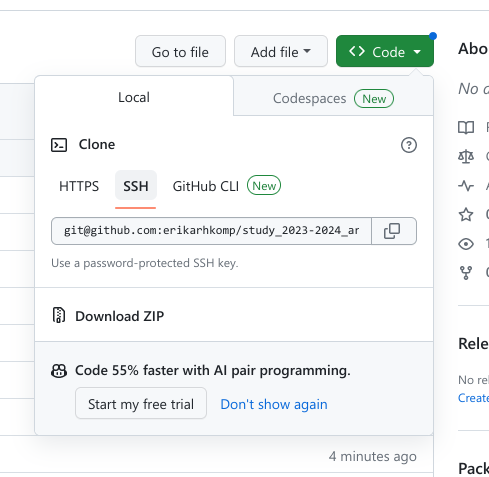 Go to file
Add file
Code
Abo
No
Local
Codespaces New
Clone
HTTPS
SSH
GitHub CLI New
git@github.com:erikarhkomp/study_2023-2024_ar
Use a password-protected SSH key.
Download ZIP
Code 55% faster with AI pair programming.
Start my free trial
Don't show again
4 minutes ago
Rele
No rel
Create
Pack